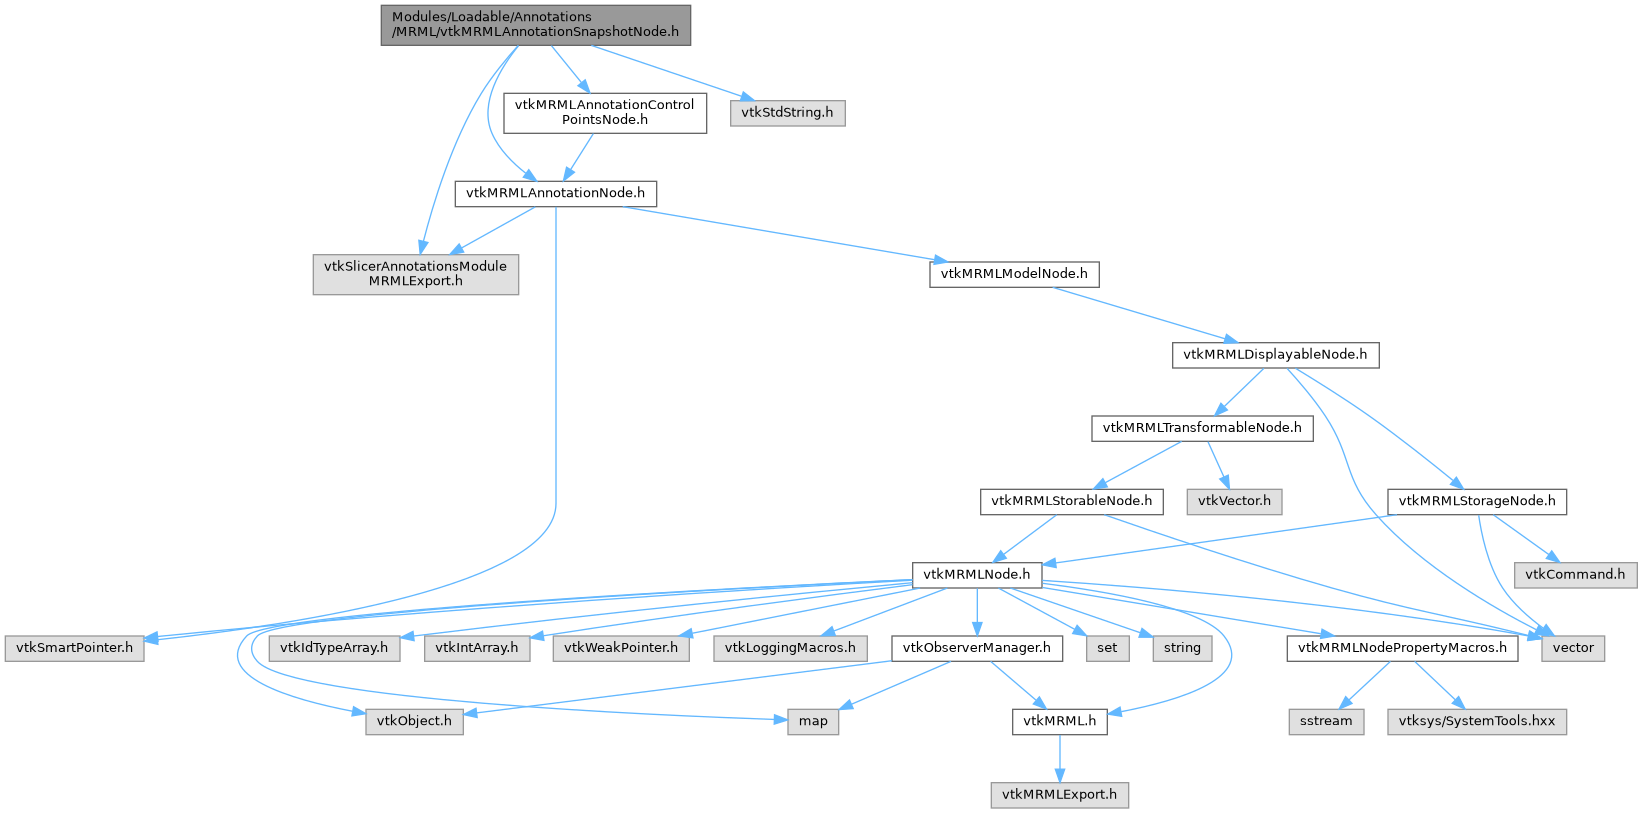 Modules/Loadable/Annotations
/MRML/vtkMRMLAnnotationSnapshotNode.h
vtkMRMLAnnotationControl
PointsNode.h
vtkStdString.h
vtkMRMLAnnotationNode.h
vtkSlicerAnnotationsModule
MRMLExport.h
vtkMRMLModelNode.h
vtkMRMLDisplayableNode.h
vtkMRMLTransformableNode.h
vtkMRMLStorableNode.h
vtkVector.h
vtkMRMLStorageNode.h
vtkMRMLNode.h
vtkCommand.h
vtkSmartPointer.h
vtkIdTypeArray.h
vtkIntArray.h
vtkWeakPointer.h
vtkLoggingMacros.h
vtkObserverManager.h
set
string
vtkMRMLNodePropertyMacros.h
vector
vtkObject.h
map
vtkMRML.h
sstream
vtksys/SystemTools.hxx
vtkMRMLExport.h